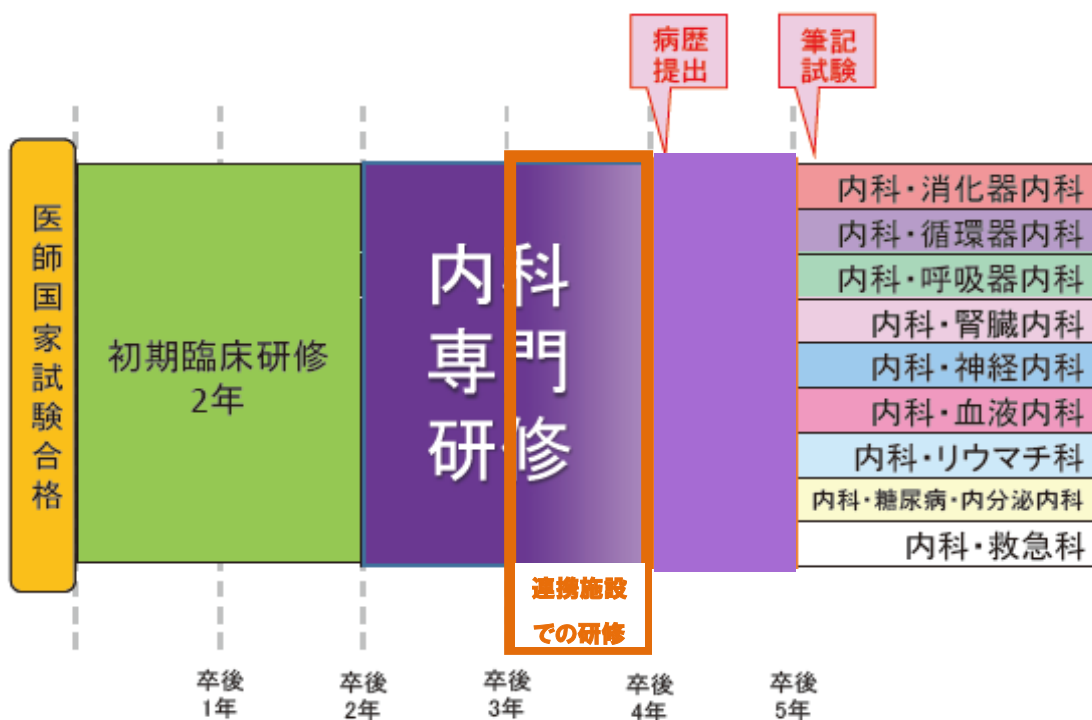 病歴
提出
筆記
試験
医師国家試験合格
初期臨床研修
2年
内科
専門
研修
連携施設
での研修
内科・消化器内科
内科・循環器内科
内科・呼吸器内科
内科・腎臓内科
内科・神経内科
内科・血液内科
内科・リウマチ科
内科・糖尿病・内分泌内科
内科・救急科
卒後
1年
卒後
2年
卒後
3年
卒後
4年
卒後
5年